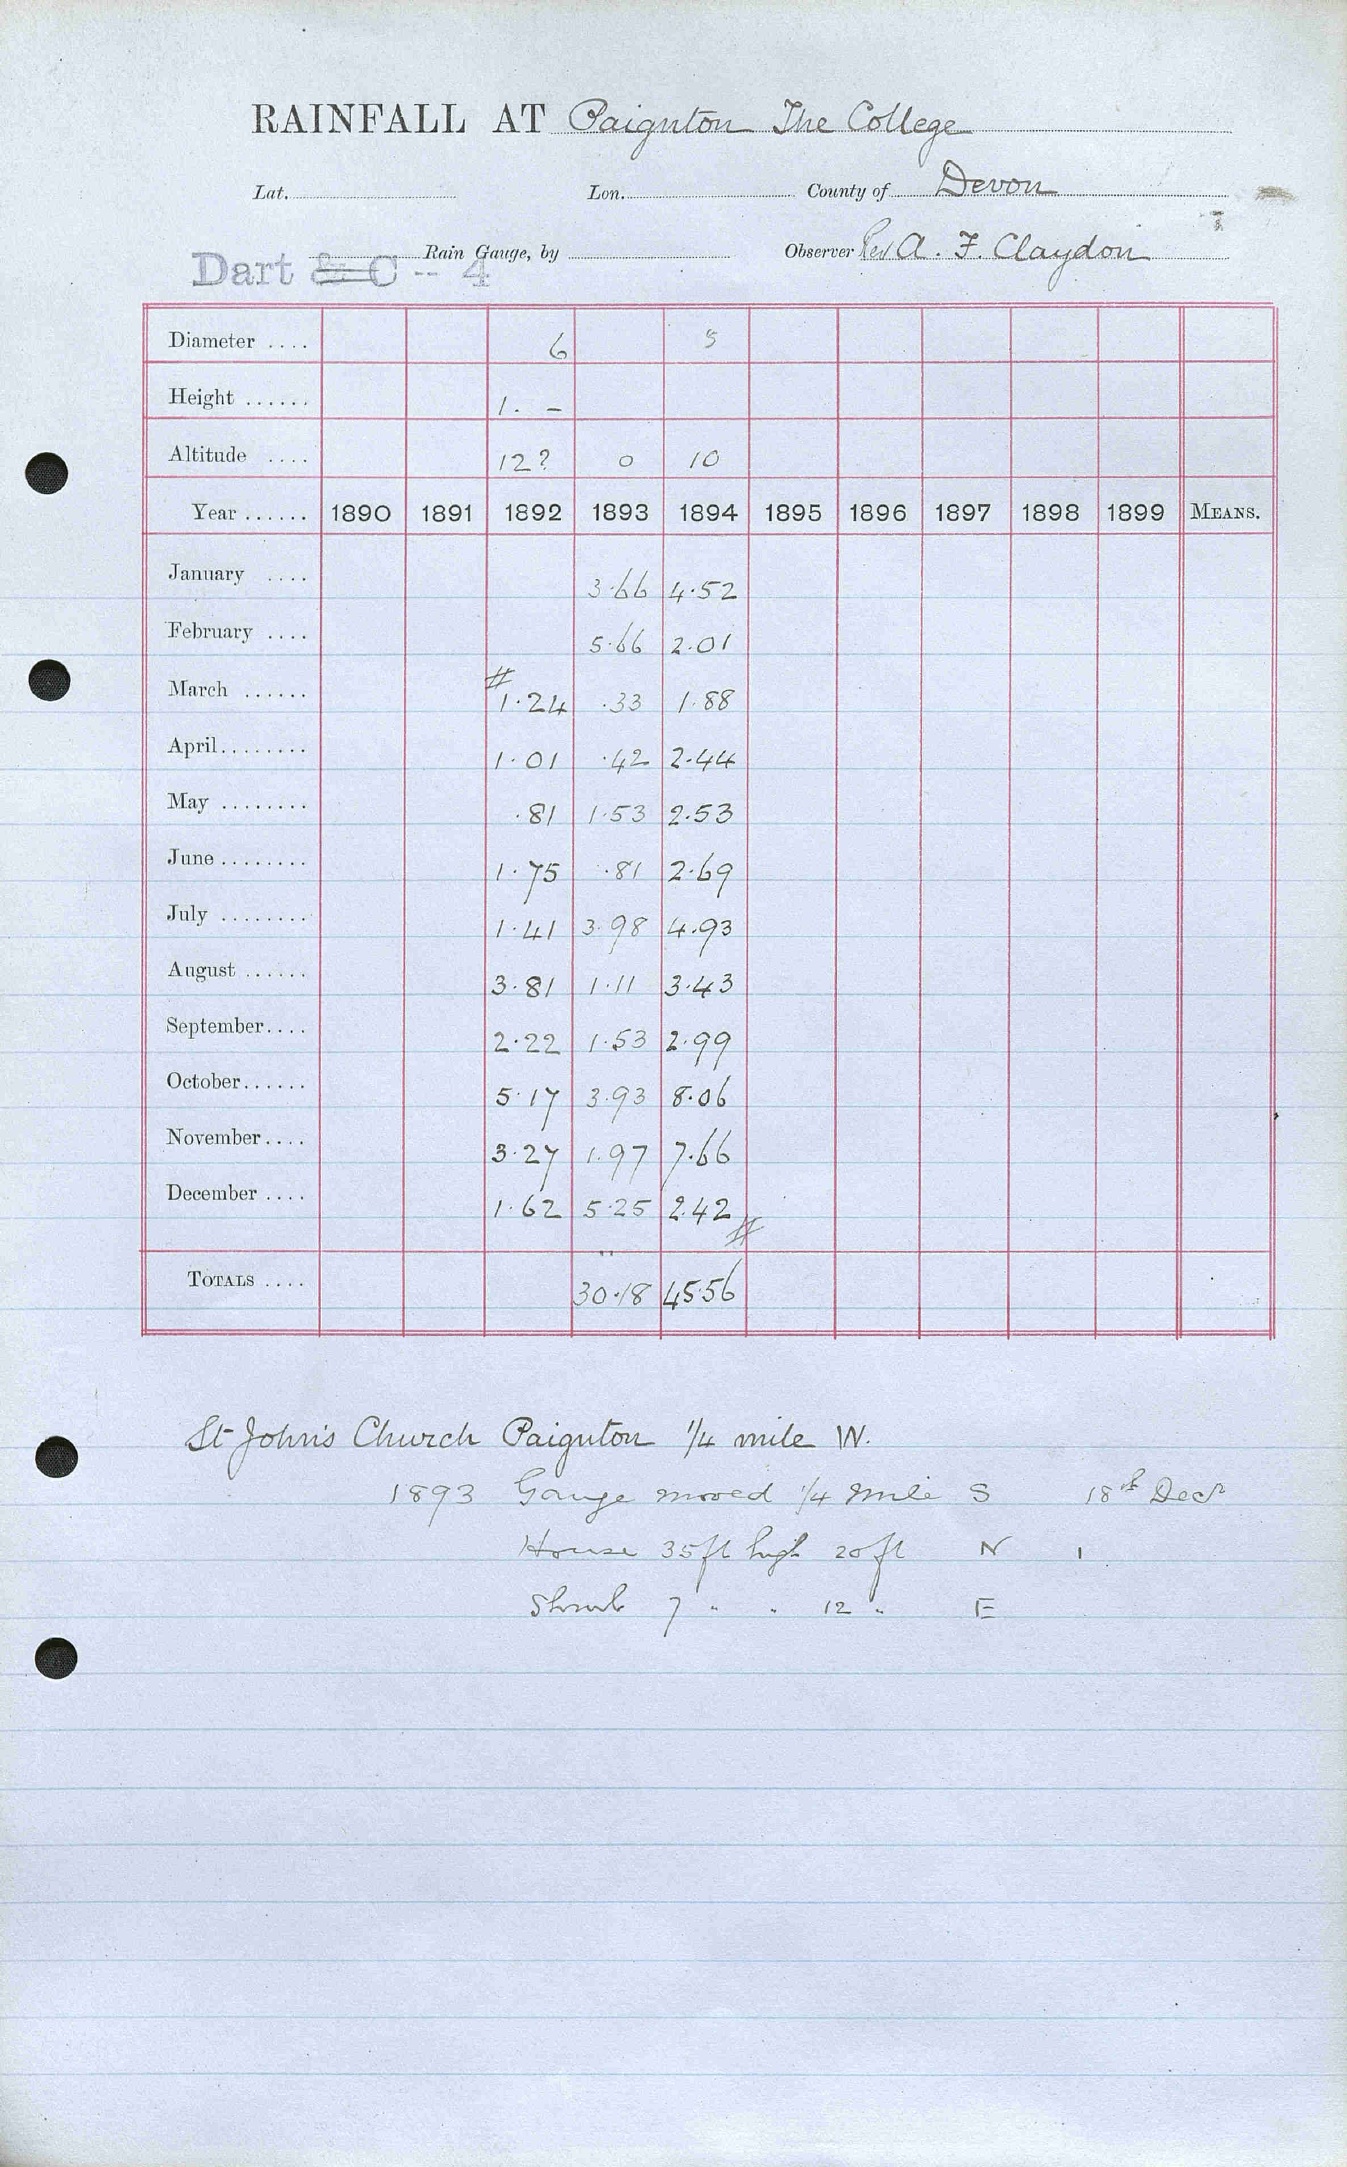 RAINFALL AT Paignton The College
Lat. Lon. County of Devon
Rain Gauge, by Observer Rev A. F. Claydon
Dart & C -- 4
Diameter .... 6 5
Height ...... 1. –
Altitude .... 12? 0 10
Year ...... 1890 1891 1892 1893 1894 1895 1896 1897 1898 1899 MEANS.
January .... 3.66 4.52
February .... 5.66 2.01
March ...... # 1.24 .33 1.88
April........ 1.01 .42 2.44
May ........ .81 1.53 2.53
June ........ 1.75 .81 2.69
July ........ 1.41 3.98 4.93
August ...... 3.81 1.11 3.43
September.... 2.22 1.53 2.99
October...... 5.17 3.93 8.06
November.... 3.27 1.97 7.66
December .... 1.62 5.25 2.42 #
TOTALS .... 30.18 45.56
St John's Church Paignton 1/4 mile W.
1893 Gauge moved 1/4 mile S 18th Decr
House 35ft high 20ft N 1
Shrub 7 " " 12 " E